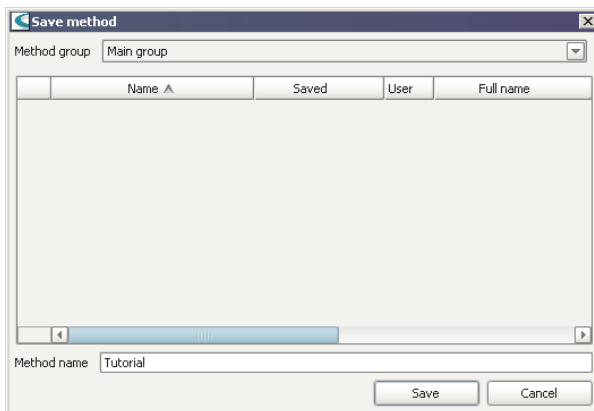 Save method
Method group Main group
Name Saved User Full name
Method name Tutorial
Save Cancel